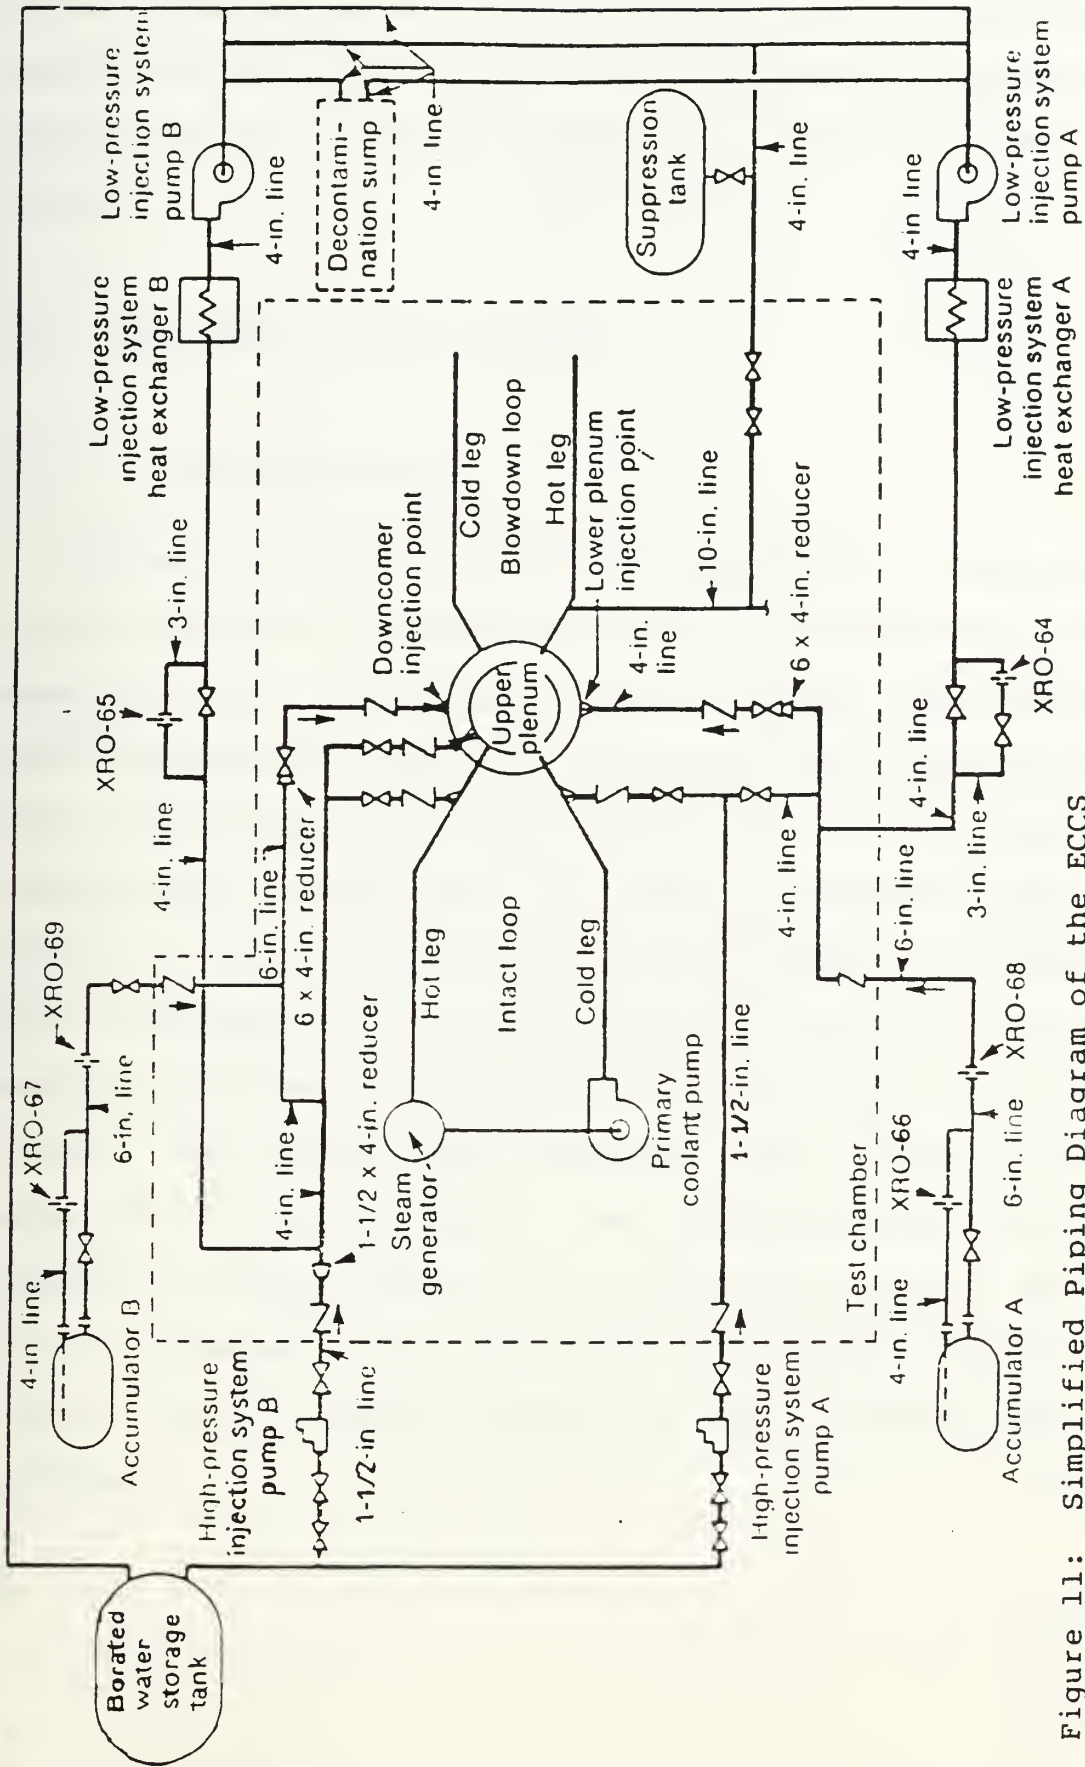 Low-pressure
injection system
pump B
4-in. line
Low-pressure
injection system
heat exchanger B
3-in. line
XRO-65
4-in. line
XRO-69
6-in. line
XRO-67
4-in line
Accumulator B
Decontami-
nation sump
4-in. line
Suppression
tank
4-in. line
Low-pressure
injection system
pump A
4-in line
Low-pressure
injection system
heat exchanger A
Cold leg
Blowdown loop
Hot leg
Downcomer
injection point
Lower plenum
injection point
10-in. line
4-in.
line
6 x 4-in. reducer
XRO-64
4-in. line
3-in. line
Upper
plenum
6-in. line
6 x 4-in. reducer
Hot leg
Intact loop
Cold leg
4-in. line
6-in. line
4-in. line
1-1/2 x 4-in. reducer
Steam
generator
Primary
coolant pump
1-1/2-in. line
Test chamber
XRO-68
6-in. line
XRO-66
4-in. line
Accumulator A
High-pressure
injection system
pump B
1-1/2-in line
High-pressure
injection system
pump A
Borated
water
storage
tank
Figure 11: Simplified Piping Diagram of the ECCS